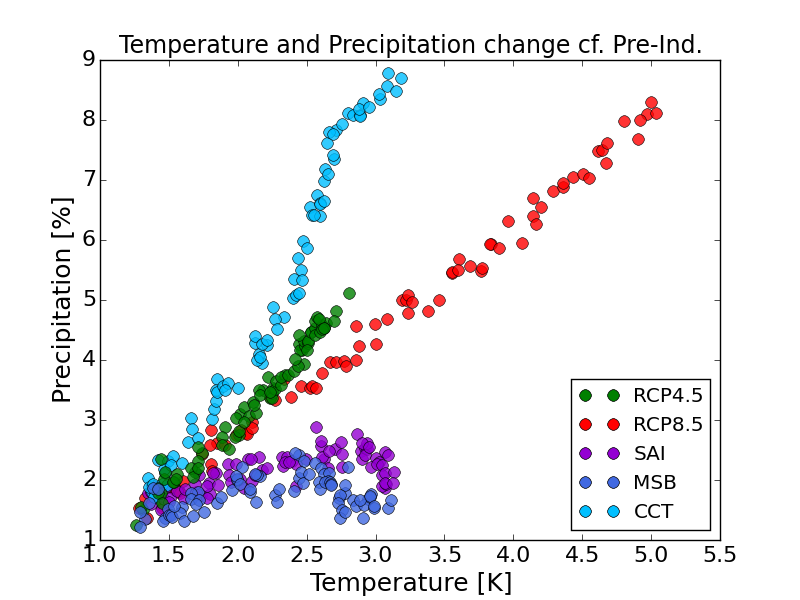 Temperature and Precipitation change cf. Pre-Ind.
9
8
7
6
5
4
3
2
1
Precipitation [%]
RCP4.5
RCP8.5
SAI
MSB
CCT
1.0 1.5 2.0 2.5 3.0 3.5 4.0 4.5 5.0 5.5
Temperature [K]